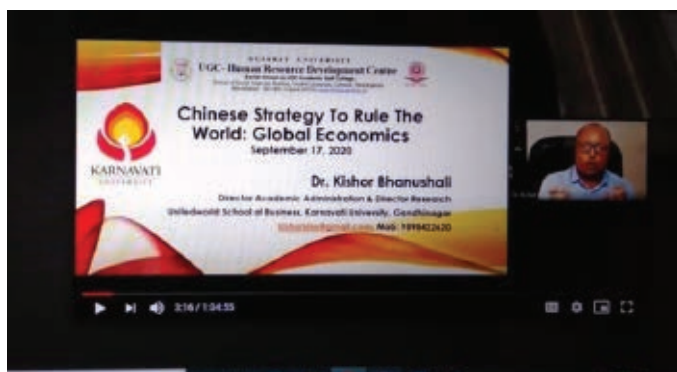 GUJARAT UNIVERSITY
UGC- Human Resource Development Centre
Chinese Strategy To Rule The
World: Global Economics
September 17, 2020
KARNAVATI
UNIVERSITY
Dr. Kishor Bhanushali
Director Academic Administration & Director Research
Unitedworld School of Business, Karnavati University, Gandhinagar
Mob:
3:16 / 1:04:55